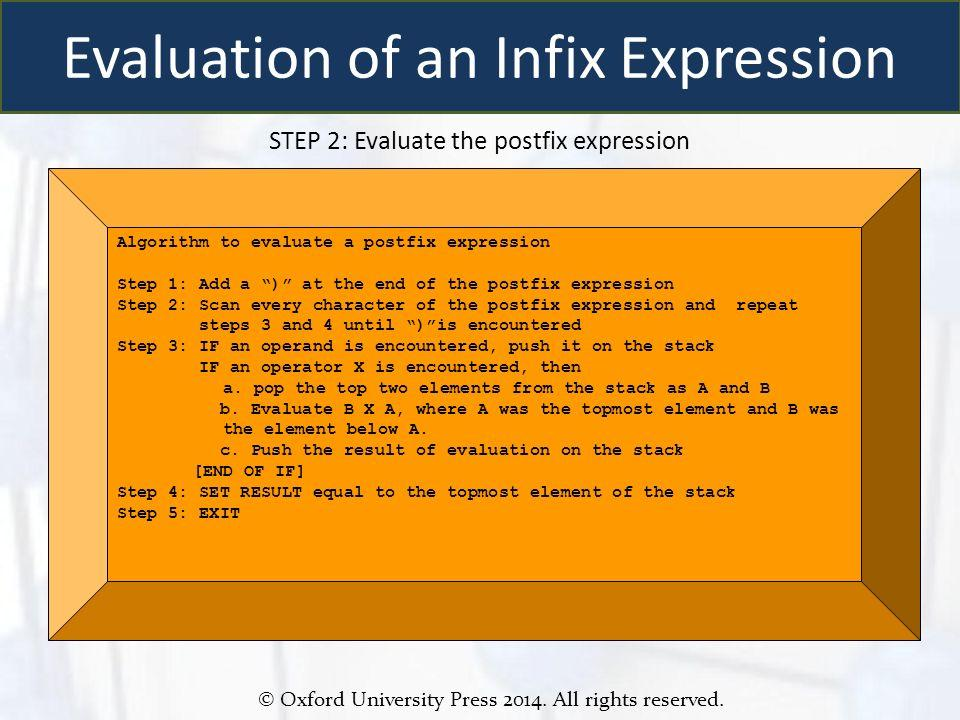 Evaluation of an Infix Expression
STEP 2: Evaluate the postfix expression
Algorithm to evaluate a postfix expression
Step 1: Add a “)” at the end of the postfix expression
Step 2: Scan every character of the postfix expression and repeat
steps 3 and 4 until “)”is encountered
Step 3: IF an operand is encountered, push it on the stack
IF an operator X is encountered, then
a. pop the top two elements from the stack as A and B
b. Evaluate B X A, where A was the topmost element and B was
the element below A.
c. Push the result of evaluation on the stack
[END OF IF]
Step 4: SET RESULT equal to the topmost element of the stack
Step 5: EXIT
© Oxford University Press 2014. All rights reserved.